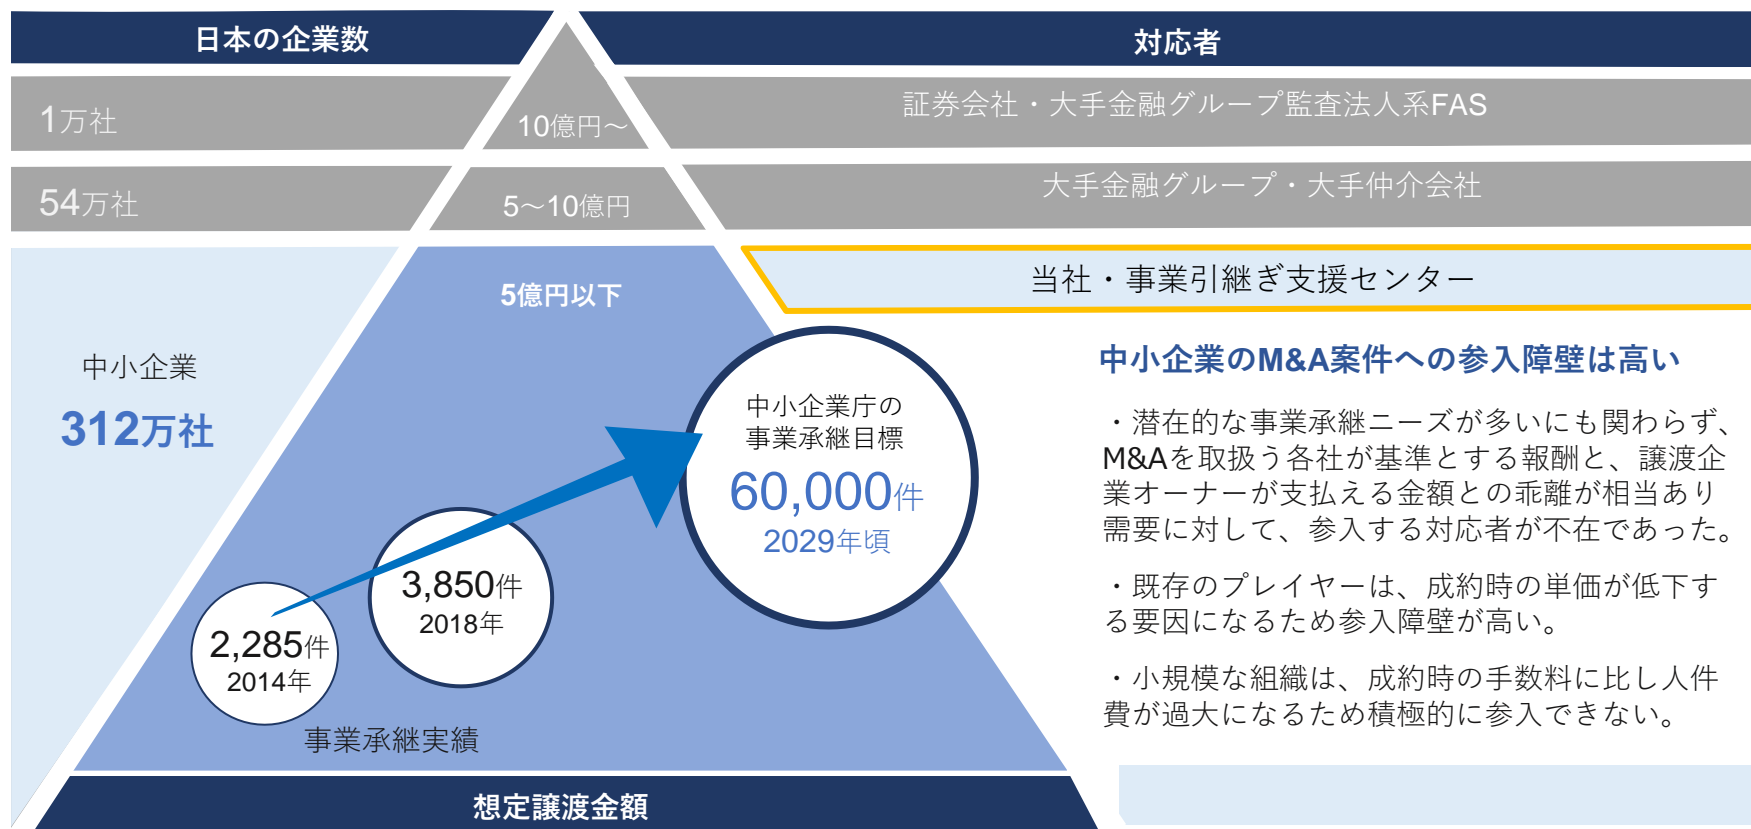 日本の企業数
対応者
1万社
10億円～
証券会社・大手金融グループ監査法人系FAS
54万社
5～10億円
大手金融グループ・大手仲介会社
5億円以下
当社・事業引継ぎ支援センター
中小企業
312万社
中小企業庁の
事業承継目標
60,000件
2029年頃
3,850件
2018年
2,285件
2014年
事業承継実績
想定譲渡金額
中小企業のM&A案件への参入障壁は高い
・潜在的な事業承継ニーズが多いにも関わらず、
M&Aを取扱う各社が基準とする報酬と、譲渡企
業オーナーが支払える金額との乖離が相当あり
需要に対して、参入する対応者が不在であった。
・既存のプレイヤーは、成約時の単価が低下す
る要因になるため参入障壁が高い。
・小規模な組織は、成約時の手数料に比し人件
費が過大になるため積極的に参入できない。